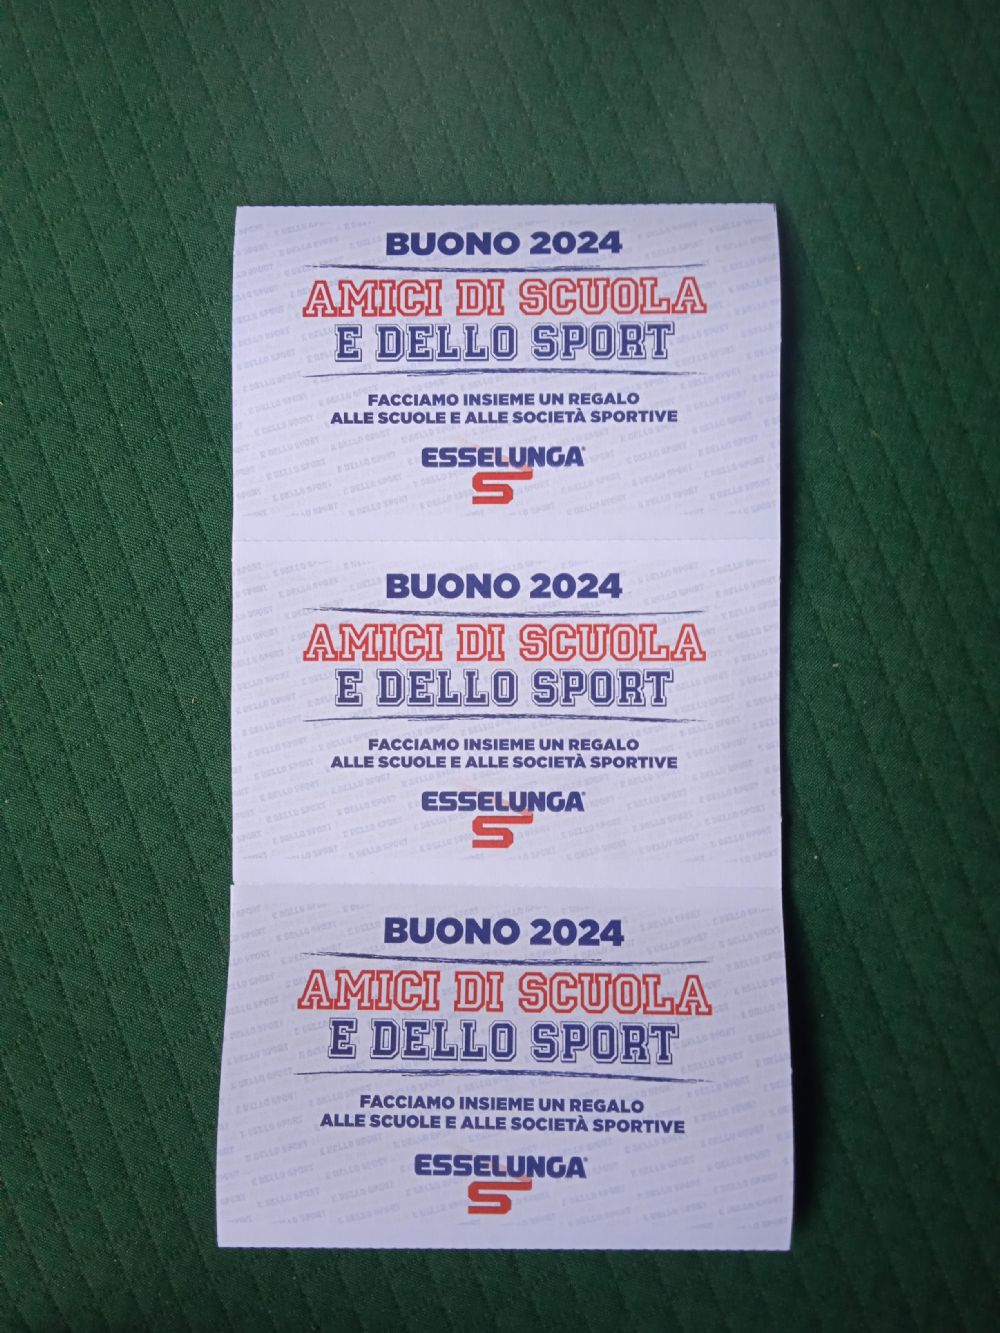 BUONO 2024
AMICI DI SCUOLA
E DELLO SPORT
FACCIAMO INSIEME UN REGALO
ALLE SCUOLE E ALLE SOCIETÀ SPORTIVE
ESSELUNGA®
S
BUONO 2024
AMICI DI SCUOLA
E DELLO SPORT
FACCIAMO INSIEME UN REGALO
ALLE SCUOLE E ALLE SOCIETÀ SPORTIVE
ESSELUNGA®
S
BUONO 2024
AMICI DI SCUOLA
E DELLO SPORT
FACCIAMO INSIEME UN REGALO
ALLE SCUOLE E ALLE SOCIETÀ SPORTIVE
ESSELUNGA®
S